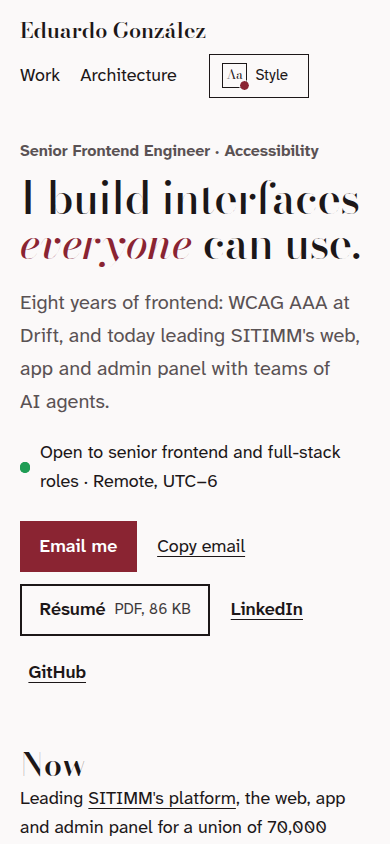 Eduardo González
Work Architecture Aa Style
Senior Frontend Engineer · Accessibility
I build interfaces
everyone can use.
Eight years of frontend: WCAG AAA at
Drift, and today leading SITIMM's web,
app and admin panel with teams of
AI agents.
Open to senior frontend and full-stack
roles · Remote, UTC−6
Email me Copy email
Résumé PDF, 86 KB LinkedIn
GitHub
Now
Leading SITIMM's platform, the web, app
and admin panel for a union of 70,000